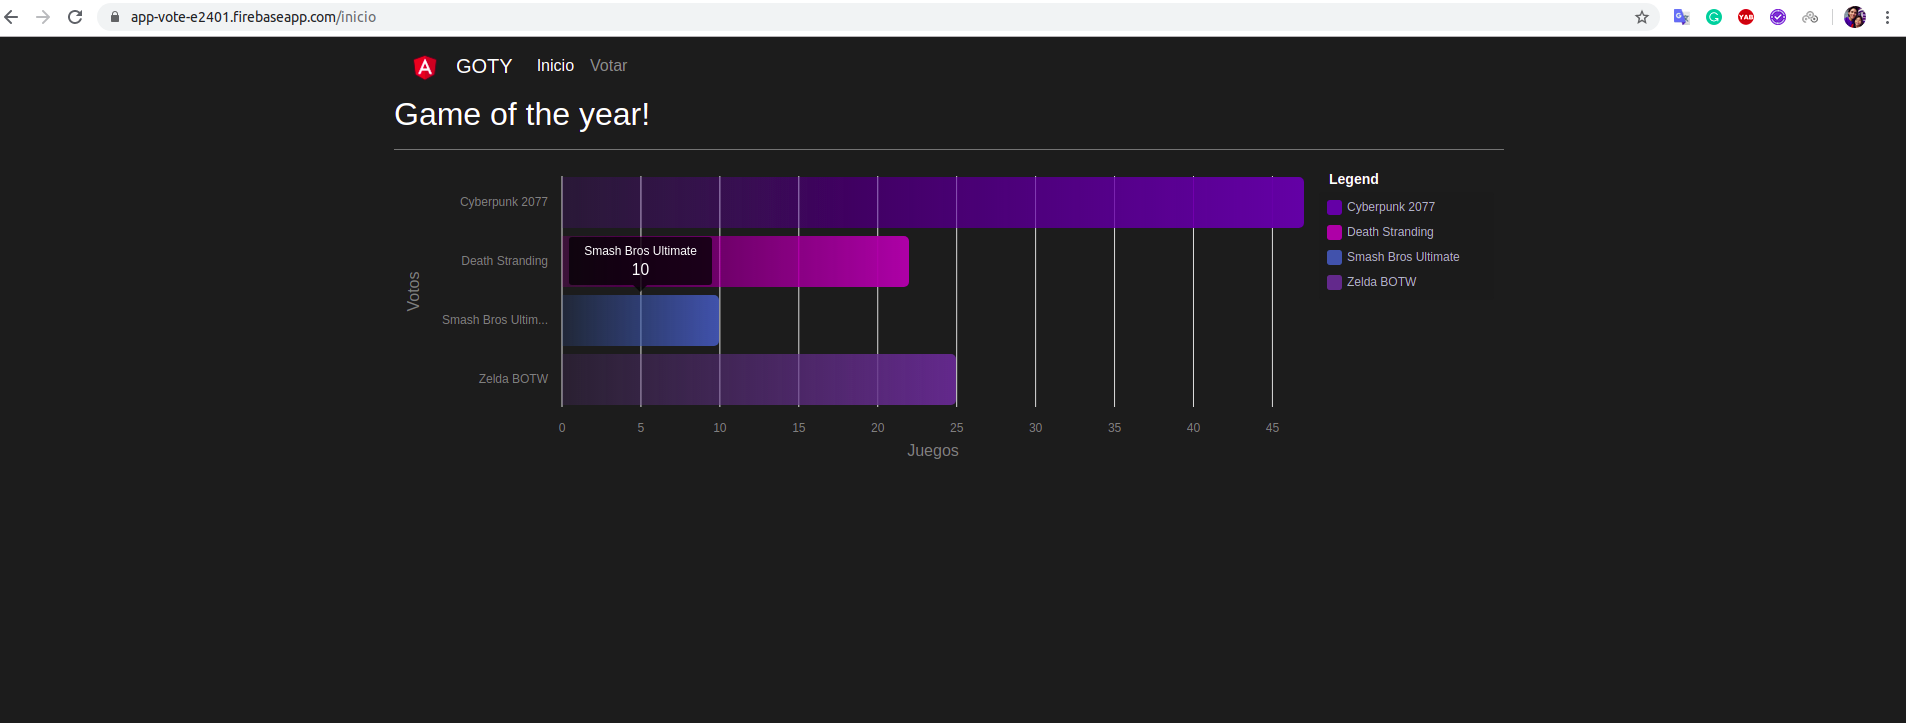 app-vote-e2401.firebaseapp.com/inicio
YAB
GOTY Inicio Votar
Game of the year!
Legend
Cyberpunk 2077
Death Stranding
Smash Bros Ultimate
Zelda BOTW
Cyberpunk 2077
Death Stranding
Smash Bros Ultim...
Zelda BOTW
Votos
Smash Bros Ultimate
10
0 5 10 15 20 25 30 35 40 45
Juegos